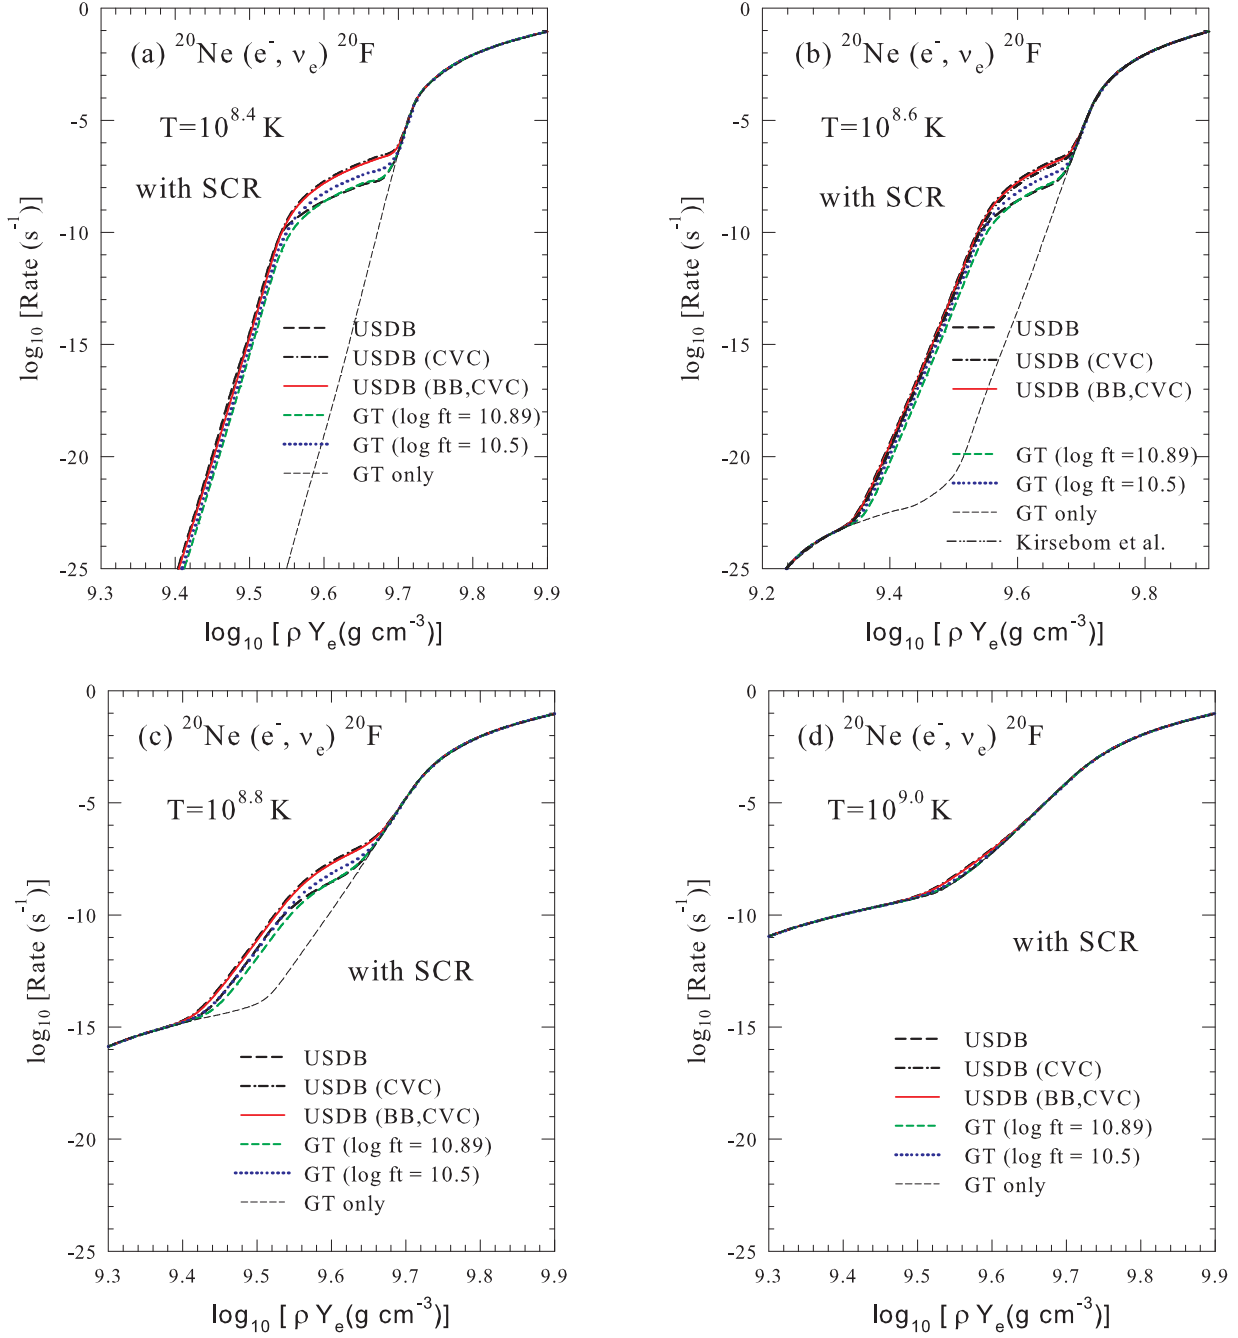 (a) ²⁰Ne (e⁻, νₑ) ²⁰F
T=10^8.4 K
with SCR
USDB
USDB (CVC)
USDB (BB,CVC)
GT (log ft = 10.89)
GT (log ft = 10.5)
GT only
0
-5
-10
-15
-20
-25
log₁₀ [Rate (s⁻¹)]
9.3 9.4 9.5 9.6 9.7 9.8 9.9
log₁₀ [ ρ Yₑ(g cm⁻³)]
(b) ²⁰Ne (e⁻, νₑ) ²⁰F
T=10^8.6 K
with SCR
USDB
USDB (CVC)
USDB (BB,CVC)
GT (log ft =10.89)
GT (log ft =10.5)
GT only
Kirsebom et al.
0
-5
-10
-15
-20
-25
log₁₀ [Rate (s⁻¹)]
9.2 9.4 9.6 9.8
log₁₀ [ ρ Yₑ(g cm⁻³)]
(c) ²⁰Ne (e⁻, νₑ) ²⁰F
T=10^8.8 K
with SCR
USDB
USDB (CVC)
USDB (BB,CVC)
GT (log ft = 10.89)
GT (log ft = 10.5)
GT only
0
-5
-10
-15
-20
-25
log₁₀ [Rate (s⁻¹)]
9.3 9.4 9.5 9.6 9.7 9.8 9.9
log₁₀ [ ρ Yₑ(g cm⁻³)]
(d) ²⁰Ne (e⁻, νₑ) ²⁰F
T=10^9.0 K
with SCR
USDB
USDB (CVC)
USDB (BB,CVC)
GT (log ft = 10.89)
GT (log ft = 10.5)
GT only
0
-5
-10
-15
-20
-25
log₁₀ [Rate (s⁻¹)]
9.3 9.4 9.5 9.6 9.7 9.8 9.9
log₁₀ [ ρ Yₑ(g cm⁻³)]